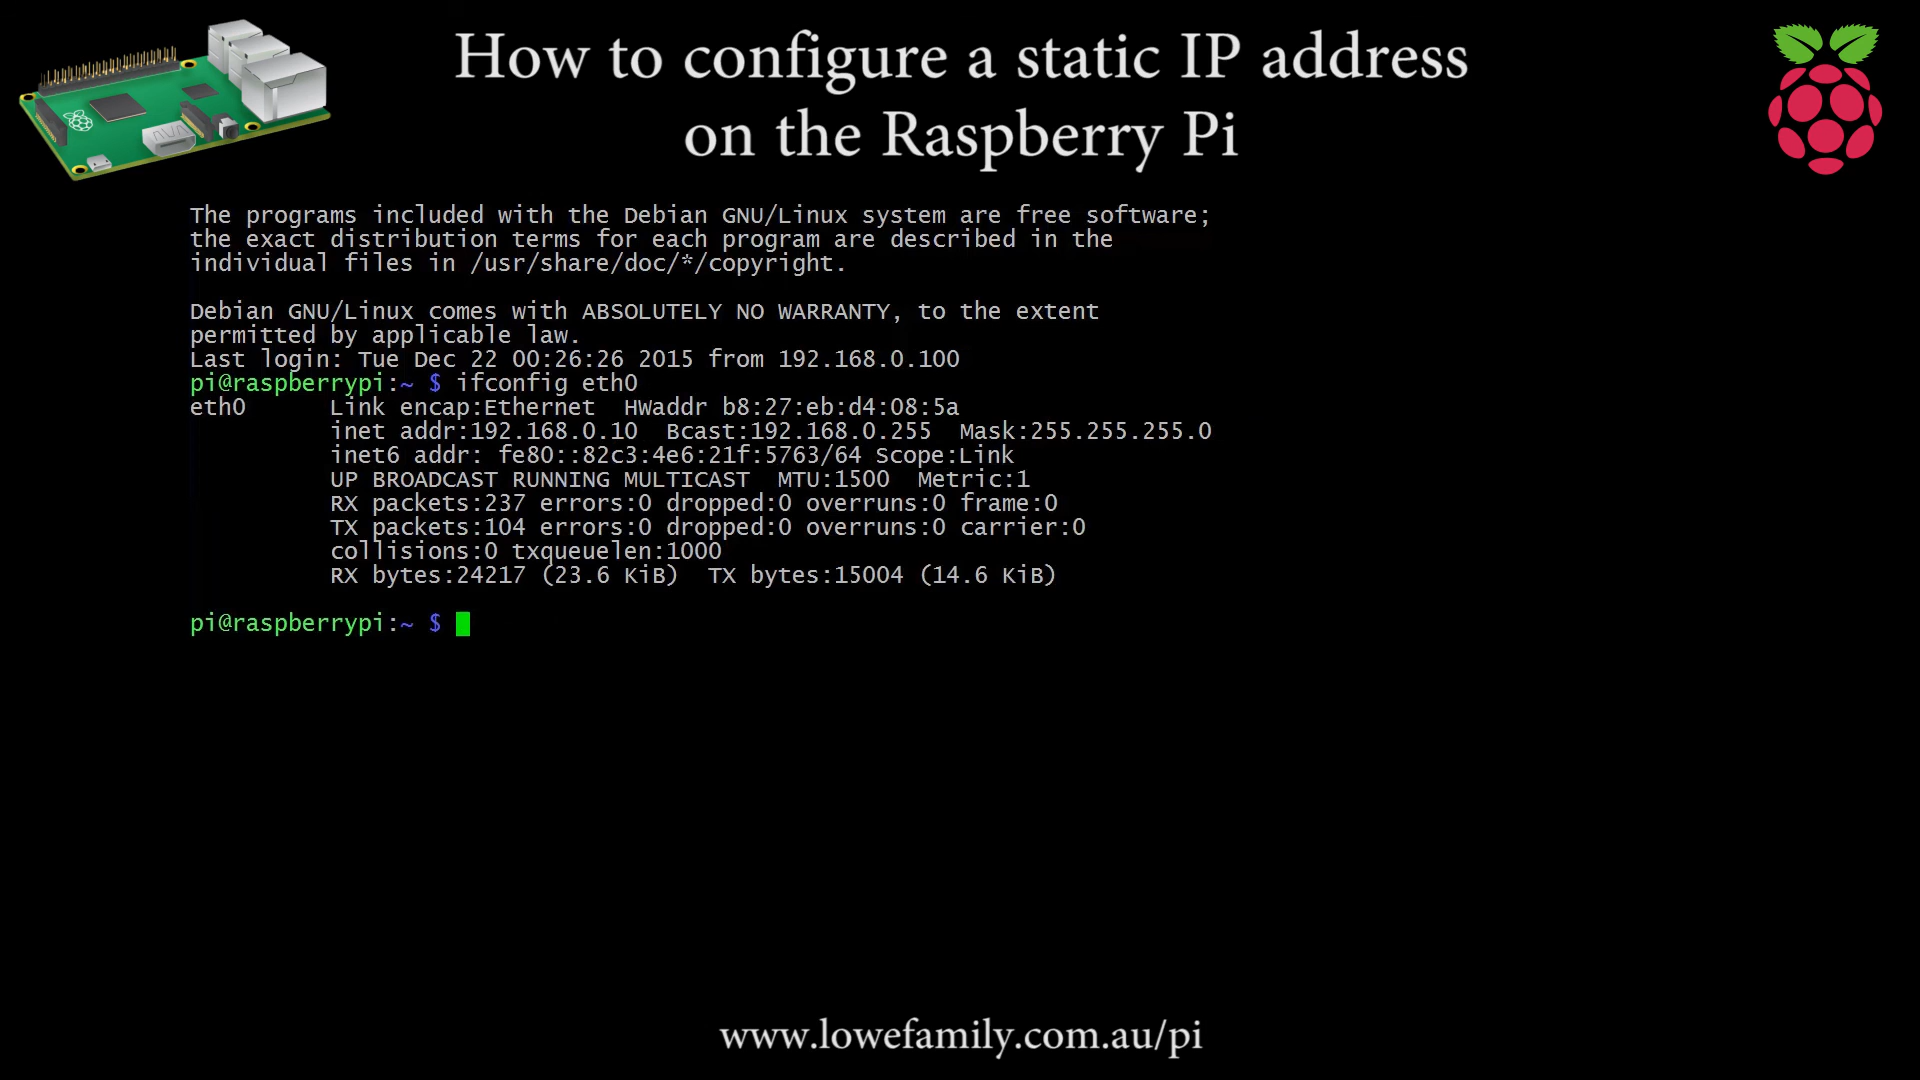 How to configure a static IP address
on the Raspberry Pi
The programs included with the Debian GNU/Linux system are free software;
the exact distribution terms for each program are described in the
individual files in /usr/share/doc/*/copyright.
Debian GNU/Linux comes with ABSOLUTELY NO WARRANTY, to the extent
permitted by applicable law.
Last login: Tue Dec 22 00:26:26 2015 from 192.168.0.100
pi@raspberrypi:~ $ ifconfig eth0
eth0      Link encap:Ethernet  HWaddr b8:27:eb:d4:08:5a
          inet addr:192.168.0.10  Bcast:192.168.0.255  Mask:255.255.255.0
          inet6 addr: fe80::82c3:4e6:21f:5763/64 Scope:Link
          UP BROADCAST RUNNING MULTICAST  MTU:1500  Metric:1
          RX packets:237 errors:0 dropped:0 overruns:0 frame:0
          TX packets:104 errors:0 dropped:0 overruns:0 carrier:0
          collisions:0 txqueuelen:1000
          RX bytes:24217 (23.6 KiB)  TX bytes:15004 (14.6 KiB)
pi@raspberrypi:~ $
www.lowefamily.com.au/pi